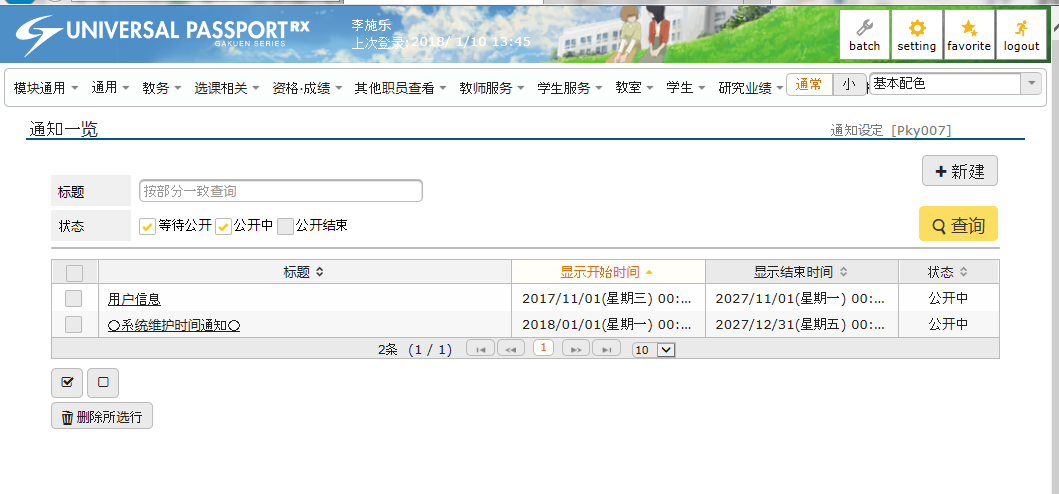 UNIVERSAL PASSPORT RX
GAKUEN SERIES
李施乐
上次登录:2018/ 1/10 13:45
batch
setting
favorite
logout
模块通用 通用 教务 选课相关 资格·成绩 其他职员查看 教师服务 学生服务 教室 学生 研究业绩 通常 小 基本配色
通知一览
通知设定 [Pky007]
新建
标题 按部分一致查询
状态 等待公开 公开中 公开结束
查询
标题 显示开始时间 显示结束时间 状态
用户信息 2017/11/01(星期三) 00:... 2027/11/01(星期一) 00:... 公开中
〇系统维护时间通知〇 2018/01/01(星期一) 00:... 2027/12/31(星期五) 00:... 公开中
2条 (1 / 1) 1 10
删除所选行